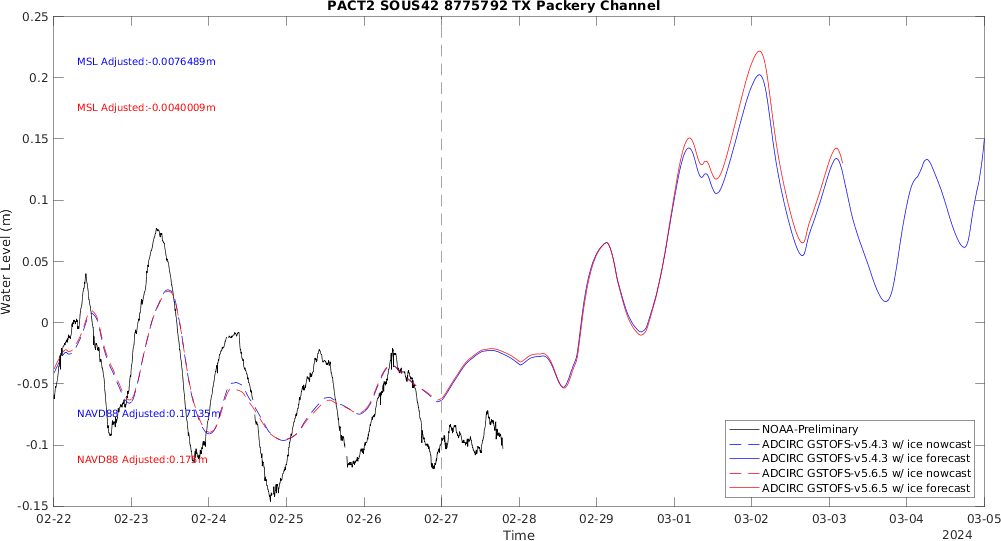 PACT2 SOUS42 8775792 TX Packery Channel
0.25
0.2
0.15
0.1
0.05
0
-0.05
-0.1
-0.15
Water Level (m)
MSL Adjusted:-0.0076489m
MSL Adjusted:-0.0040009m
NAVD88 Adjusted:0.17135m
NAVD88 Adjusted:0.175m
NOAA-Preliminary
ADCIRC GSTOFS-v5.4.3 w/ ice nowcast
ADCIRC GSTOFS-v5.4.3 w/ ice forecast
ADCIRC GSTOFS-v5.6.5 w/ ice nowcast
ADCIRC GSTOFS-v5.6.5 w/ ice forecast
02-22 02-23 02-24 02-25 02-26 02-27 02-28 02-29 03-01 03-02 03-03 03-04 03-05
Time
2024